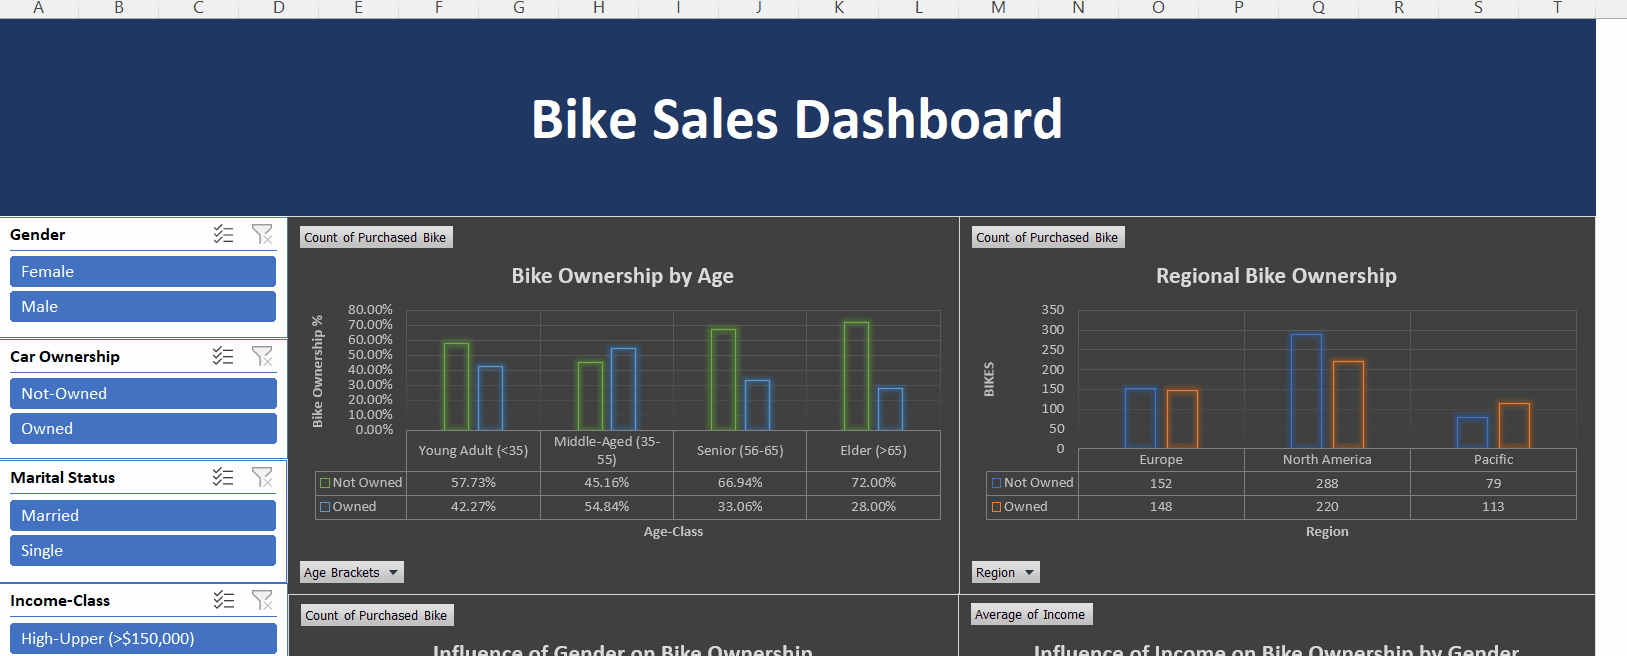 A B C D E F G H I J K L M N O P Q R S T
Bike Sales Dashboard
Gender
Female
Male
Car Ownership
Not-Owned
Owned
Marital Status
Married
Single
Income-Class
High-Upper (>$150,000)
Count of Purchased Bike
Bike Ownership by Age
Bike Ownership %
80.00%
70.00%
60.00%
50.00%
40.00%
30.00%
20.00%
10.00%
0.00%
Young Adult (<35) Middle-Aged (35-
55) Senior (56-65) Elder (>65)
Not Owned 57.73% 45.16% 66.94% 72.00%
Owned 42.27% 54.84% 33.06% 28.00%
Age-Class
Age Brackets
Count of Purchased Bike
Regional Bike Ownership
BIKES
350
300
250
200
150
100
50
0
Europe North America Pacific
Not Owned 152 288 79
Owned 148 220 113
Region
Region
Count of Purchased Bike
Influence of Gender on Bike Ownership
Average of Income
Influence of Income on Bike Ownership by Gender